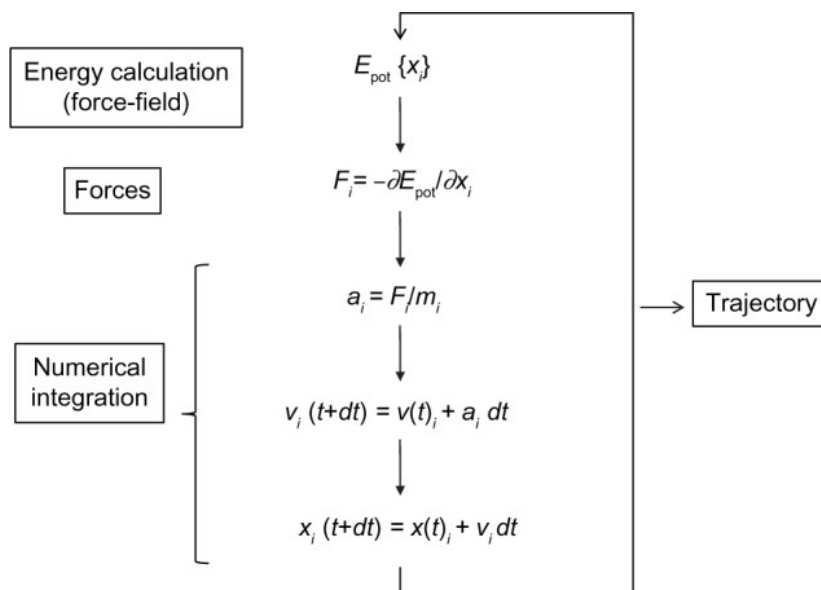 Energy calculation
(force-field)
E_pot {x_i}
Forces
F_i = −∂E_pot/∂x_i
a_i = F_i/m_i
Trajectory
Numerical
integration
v_i (t+dt) = v(t)_i + a_i dt
x_i (t+dt) = x(t)_i + v_i dt